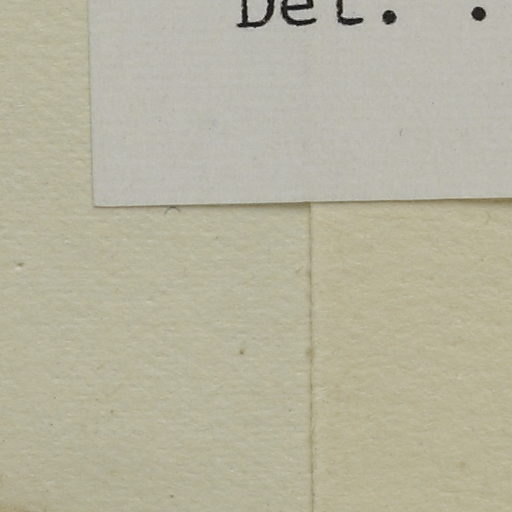 Det. .